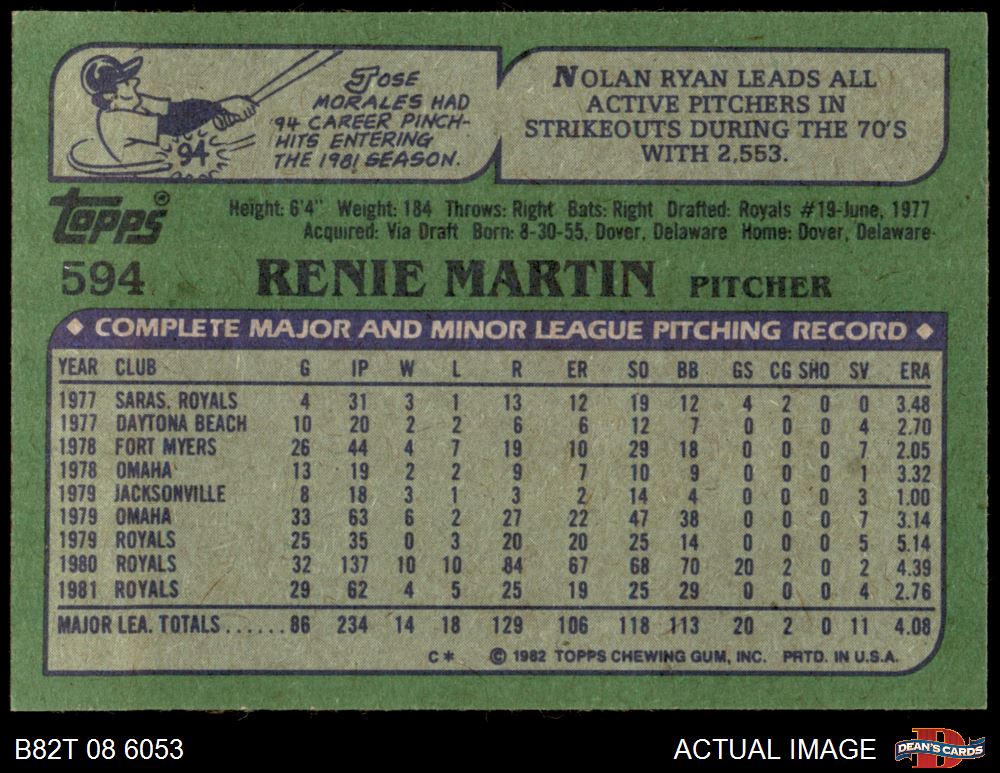 JOSE
MORALES HAD
94 CAREER PINCH-
HITS ENTERING
THE 1981 SEASON.
94
NOLAN RYAN LEADS ALL
ACTIVE PITCHERS IN
STRIKEOUTS DURING THE 70'S
WITH 2,553.
Topps®
Height: 6'4" Weight: 184 Throws: Right Bats: Right Drafted: Royals #19-June, 1977
Acquired: Via Draft Born: 8-30-55, Dover, Delaware Home: Dover, Delaware
594 RENIE MARTIN PITCHER
COMPLETE MAJOR AND MINOR LEAGUE PITCHING RECORD
YEAR CLUB G IP W L R ER SO BB GS CG SHO SV ERA
1977 SARAS. ROYALS 4 31 3 1 13 12 19 12 4 2 0 0 3.48
1977 DAYTONA BEACH 10 20 2 2 6 6 12 7 0 0 0 4 2.70
1978 FORT MYERS 26 44 4 7 19 10 29 18 0 0 0 7 2.05
1978 OMAHA 13 19 2 2 9 7 10 9 0 0 0 1 3.32
1979 JACKSONVILLE 8 18 3 1 3 2 14 4 0 0 0 3 1.00
1979 OMAHA 33 63 6 2 27 22 47 38 0 0 0 7 3.14
1979 ROYALS 25 35 0 3 20 20 25 14 0 0 0 5 5.14
1980 ROYALS 32 137 10 10 84 67 68 70 20 2 0 2 4.39
1981 ROYALS 29 62 4 5 25 19 25 29 0 0 0 4 2.76
MAJOR LEA. TOTALS......86 234 14 18 129 106 118 113 20 2 0 11 4.08
C* © 1982 TOPPS CHEWING GUM, INC. PRTD. IN U.S.A.
B82T 08 6053
ACTUAL IMAGE
D
DEAN'S CARDS